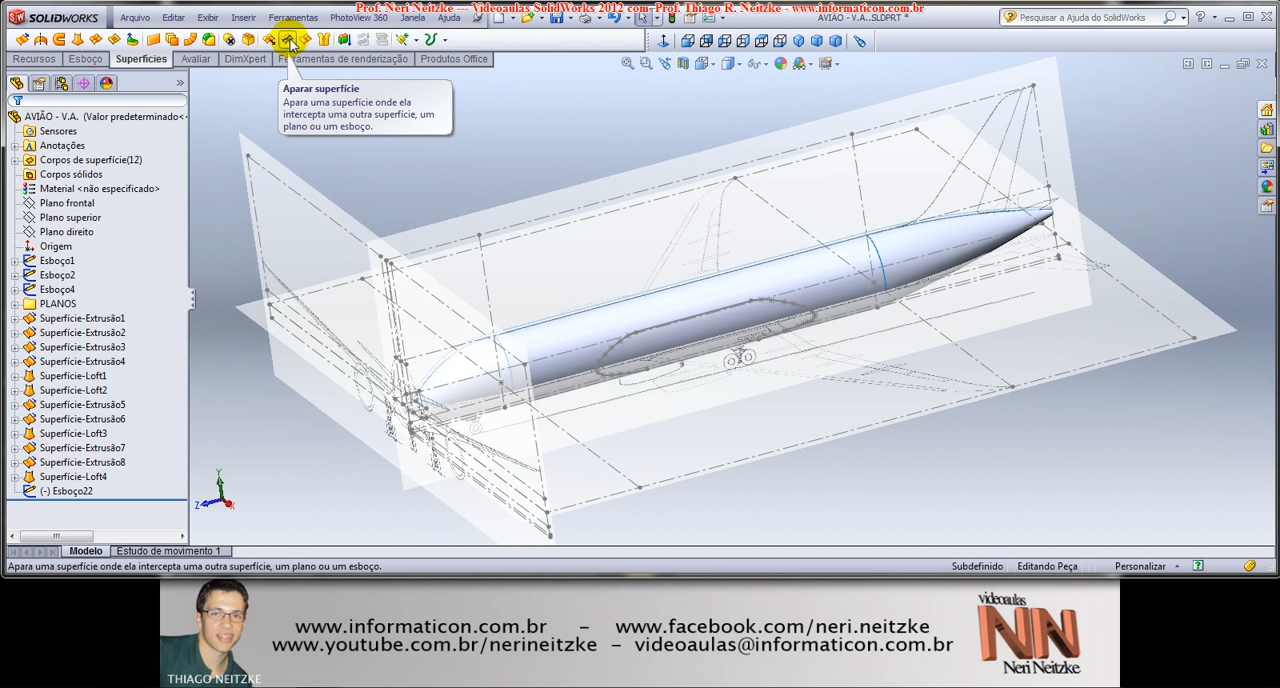 Prof. Neri Neitzke --- Videoaulas SolidWorks 2012 com Prof. Thiago R. Neitzke - www.informaticon.com.br
SOLIDWORKS
Arquivo Editar Exibir Inserir Ferramentas PhotoView 360 Janela Ajuda
AVIÃO - V.A..SLDPRT *
Pesquisar a Ajuda do SolidWorks
Recursos Esboço Superfícies Avaliar DimXpert Ferramentas de renderização Produtos Office
Aparar superfície
Apara uma superfície onde ela
intercepta uma outra superfície, um
plano ou um esboço.
AVIÃO - V.A. (Valor predeterminado<
Sensores
Anotações
Corpos de superfície(12)
Corpos sólidos
Material <não especificado>
Plano frontal
Plano superior
Plano direito
Origem
Esboço1
Esboço2
Esboço4
PLANOS
Superfície-Extrusão1
Superfície-Extrusão2
Superfície-Extrusão3
Superfície-Extrusão4
Superfície-Loft1
Superfície-Loft2
Superfície-Extrusão5
Superfície-Extrusão6
Superfície-Loft3
Superfície-Extrusão7
Superfície-Extrusão8
Superfície-Loft4
(-) Esboço22
Y
Z X
Modelo Estudo de movimento 1
Apara uma superfície onde ela intercepta uma outra superfície, um plano ou um esboço.
Subdefinido Editando Peça Personalizar
www.informaticon.com.br - www.facebook.com/neri.neitzke
www.youtube.com.br/nerineitzke - videoaulas@informaticon.com.br
THIAGO NEITZKE
videoaulas
NN
Neri Neitzke